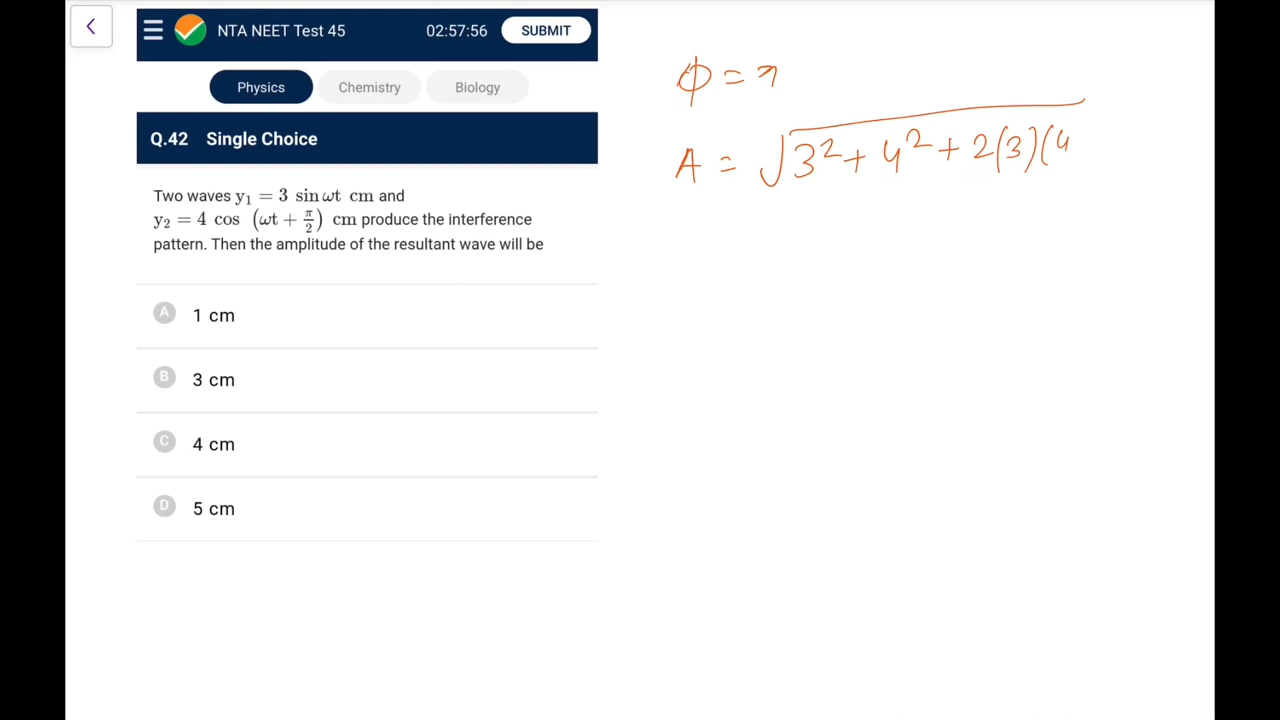 NTA NEET Test 45 02:57:56 SUBMIT
Physics Chemistry Biology
Q.42 Single Choice
Two waves y₁ = 3 sin ωt cm and
y₂ = 4 cos (ωt + π/2) cm produce the interference
pattern. Then the amplitude of the resultant wave will be
A 1 cm
B 3 cm
C 4 cm
D 5 cm
ϕ = π
A = √3² + 4² + 2(3)(4